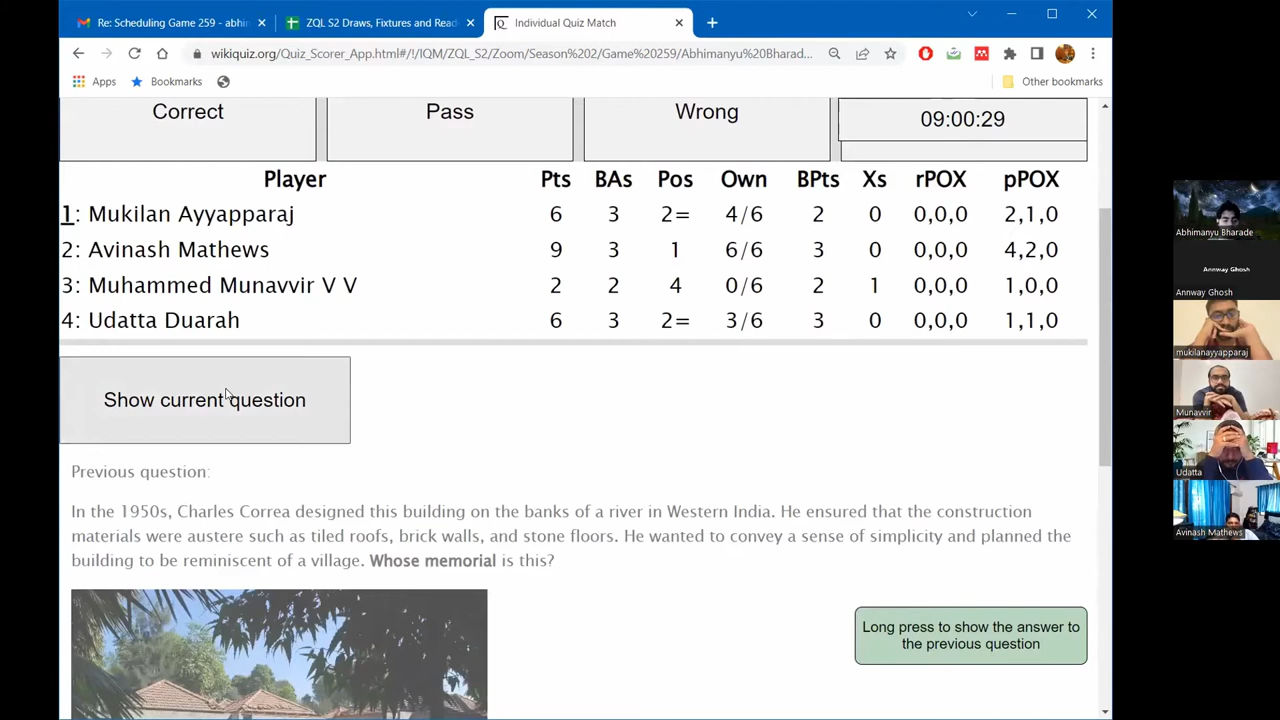 Re: Scheduling Game 259 - abhin
ZQL S2 Draws, Fixtures and Read
Individual Quiz Match
wikiquiz.org/Quiz_Scorer_App.html#/!/IQM/ZQL_S2/Zoom/Season%202/Game%20259/Abhimanyu%20Bharad...
Apps
Bookmarks
Other bookmarks
Correct
Pass
Wrong
09:00:29
Player Pts BAs Pos Own BPts Xs rPOX pPOX
1: Mukilan Ayyapparaj 6 3 2= 4/6 2 0 0,0,0 2,1,0
2: Avinash Mathews 9 3 1 6/6 3 0 0,0,0 4,2,0
3: Muhammed Munavvir V V 2 2 4 0/6 2 1 0,0,0 1,0,0
4: Udatta Duarah 6 3 2= 3/6 3 0 0,0,0 1,1,0
Show current question
Previous question:
In the 1950s, Charles Correa designed this building on the banks of a river in Western India. He ensured that the construction
materials were austere such as tiled roofs, brick walls, and stone floors. He wanted to convey a sense of simplicity and planned the
building to be reminiscent of a village. Whose memorial is this?
Long press to show the answer to
the previous question
Abhimanyu Bharade
Annway Ghosh
Annway Ghosh
mukilanayyapparaj
Munavvir
Udatta
Avinash Mathews